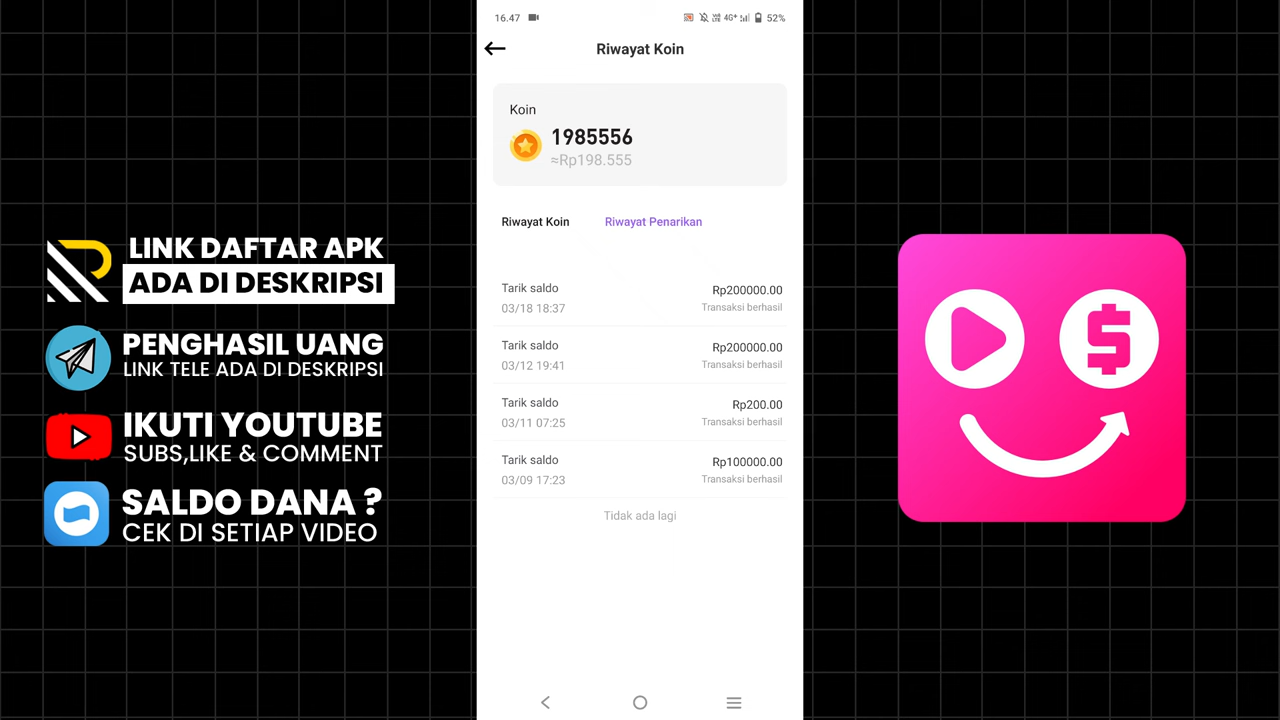 LINK DAFTAR APK
ADA DI DESKRIPSI
PENGHASIL UANG
LINK TELE ADA DI DESKRIPSI
IKUTI YOUTUBE
SUBS,LIKE & COMMENT
SALDO DANA ?
CEK DI SETIAP VIDEO
16.47 4G+ 52%
Riwayat Koin
Koin
1985556
≈Rp198.555
Riwayat Koin Riwayat Penarikan
Tarik saldo Rp200000.00
03/18 18:37 Transaksi berhasil
Tarik saldo Rp200000.00
03/12 19:41 Transaksi berhasil
Tarik saldo Rp200.00
03/11 07:25 Transaksi berhasil
Tarik saldo Rp100000.00
03/09 17:23 Transaksi berhasil
Tidak ada lagi
$